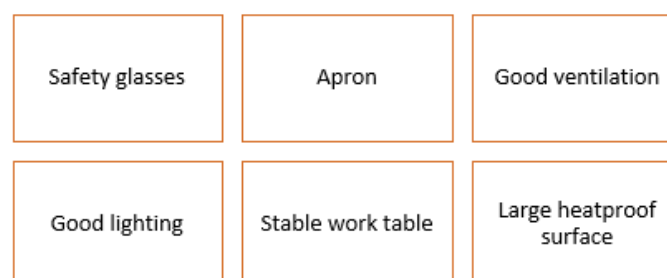 Safety glasses
Apron
Good ventilation
Good lighting
Stable work table
Large heatproof
surface